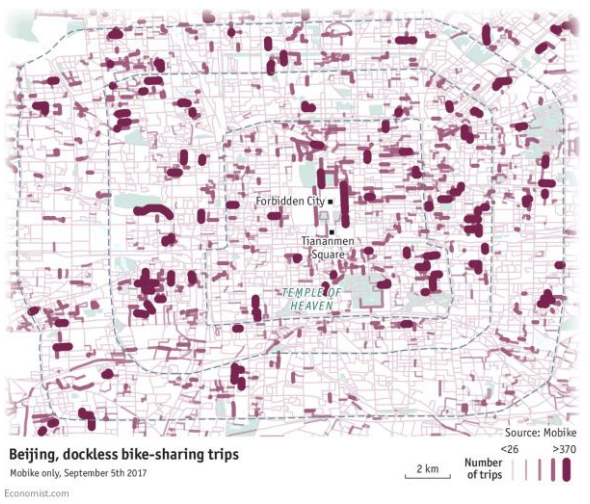 Forbidden City
Tiananmen
Square
TEMPLE OF
HEAVEN
Source: Mobike
Beijing, dockless bike-sharing trips
Mobike only, September 5th 2017
2 km
Number
of trips
<26
>370
Economist.com